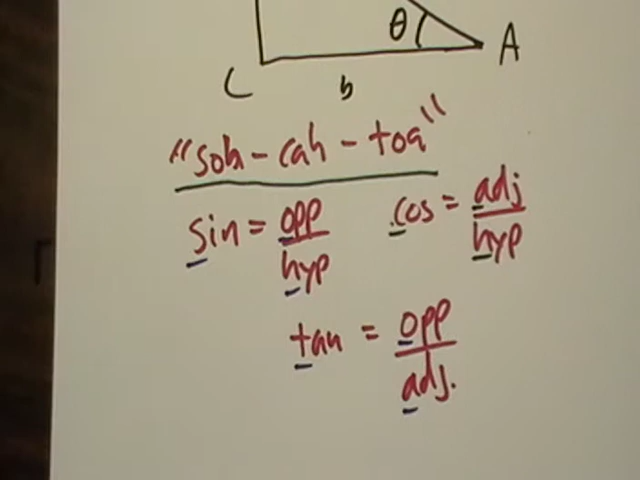 θ A
C b
"soh - cah - toa"
sin = opp/hyp cos = adj/hyp
tan = opp/adj.